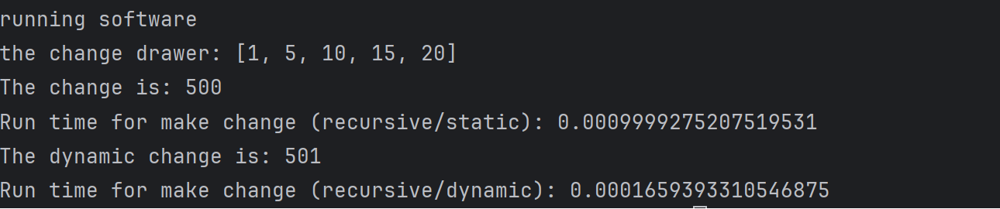 running software
the change drawer: [1, 5, 10, 15, 20]
The change is: 500
Run time for make change (recursive/static): 0.0009999275207519531
The dynamic change is: 501
Run time for make change (recursive/dynamic): 0.0001659393310546875